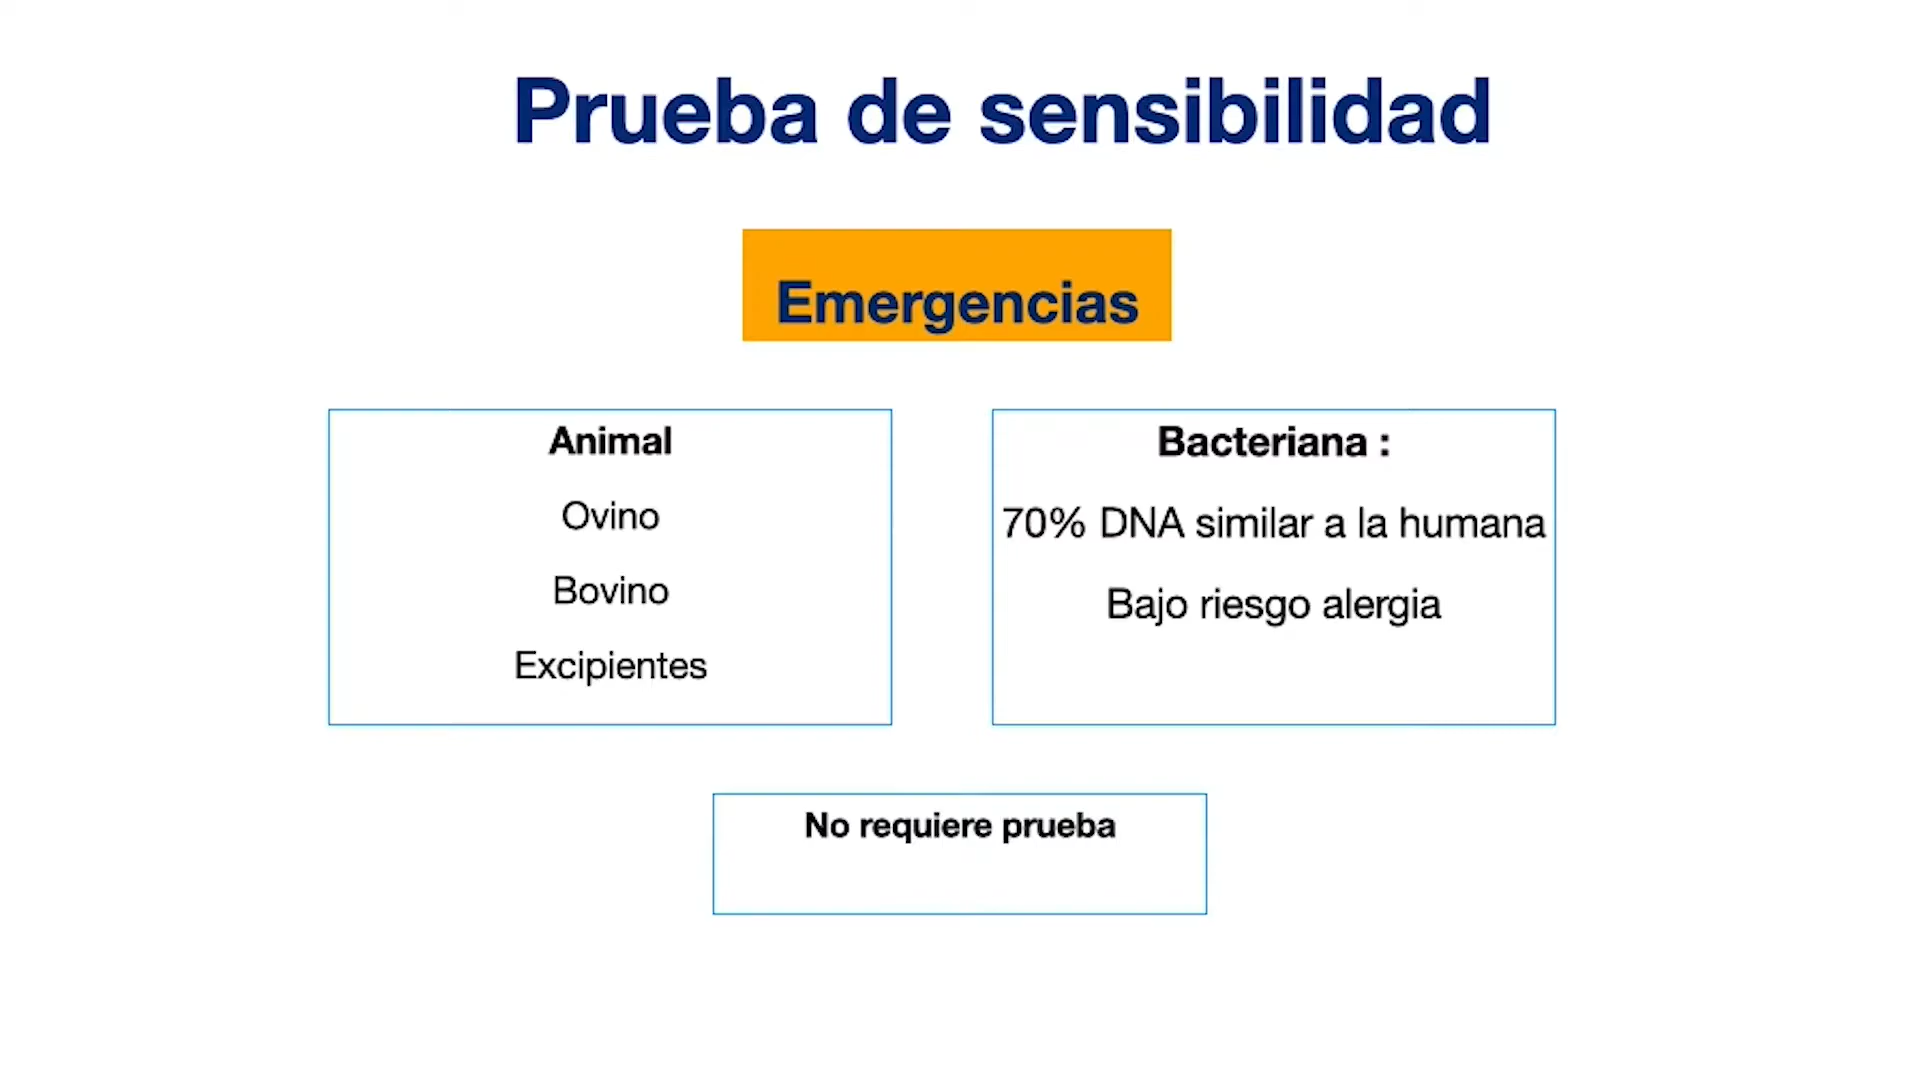 Prueba de sensibilidad
Emergencias
Animal
Ovino
Bovino
Excipientes
Bacteriana :
70% DNA similar a la humana
Bajo riesgo alergia
No requiere prueba